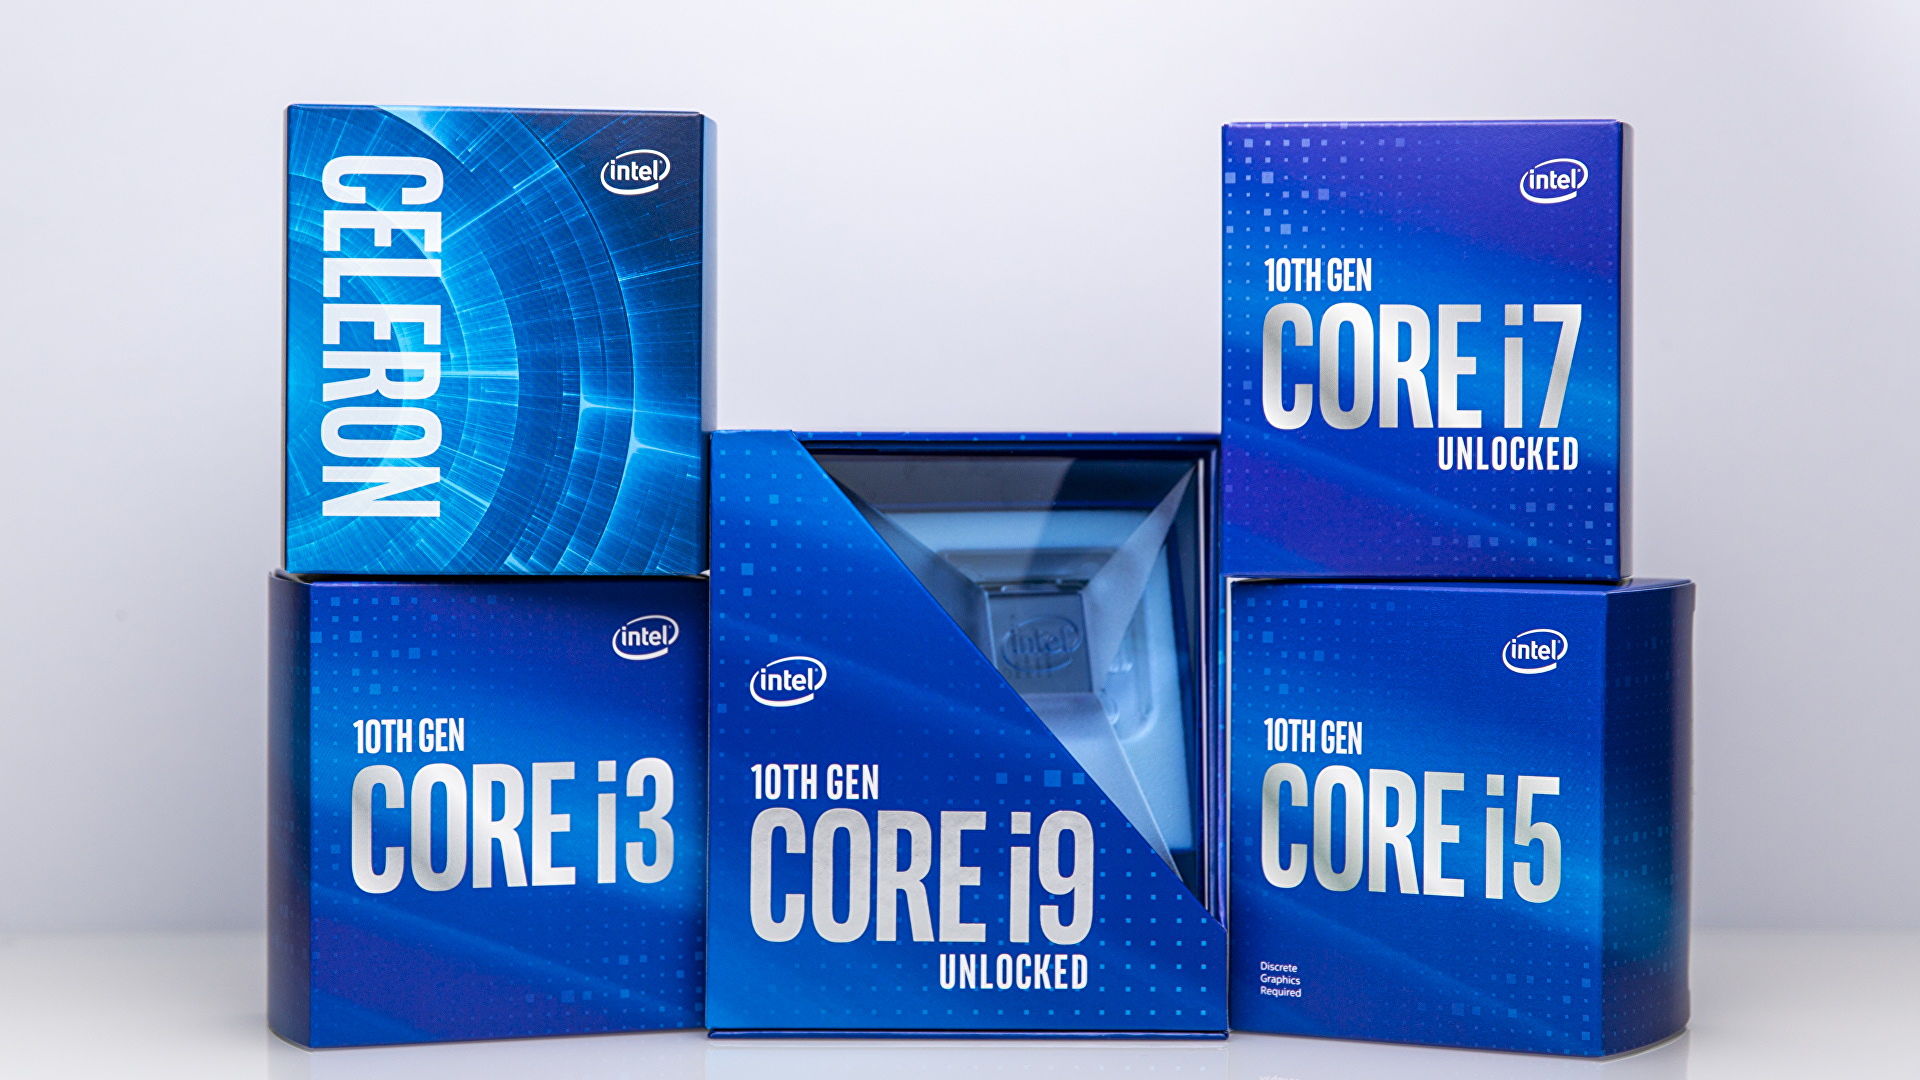 intel
CELERON
intel
10TH GEN
CORE i7
UNLOCKED
intel
10TH GEN
CORE i3
intel
intel
10TH GEN
CORE i9
UNLOCKED
intel
10TH GEN
CORE i5
Discrete
Graphics
Required